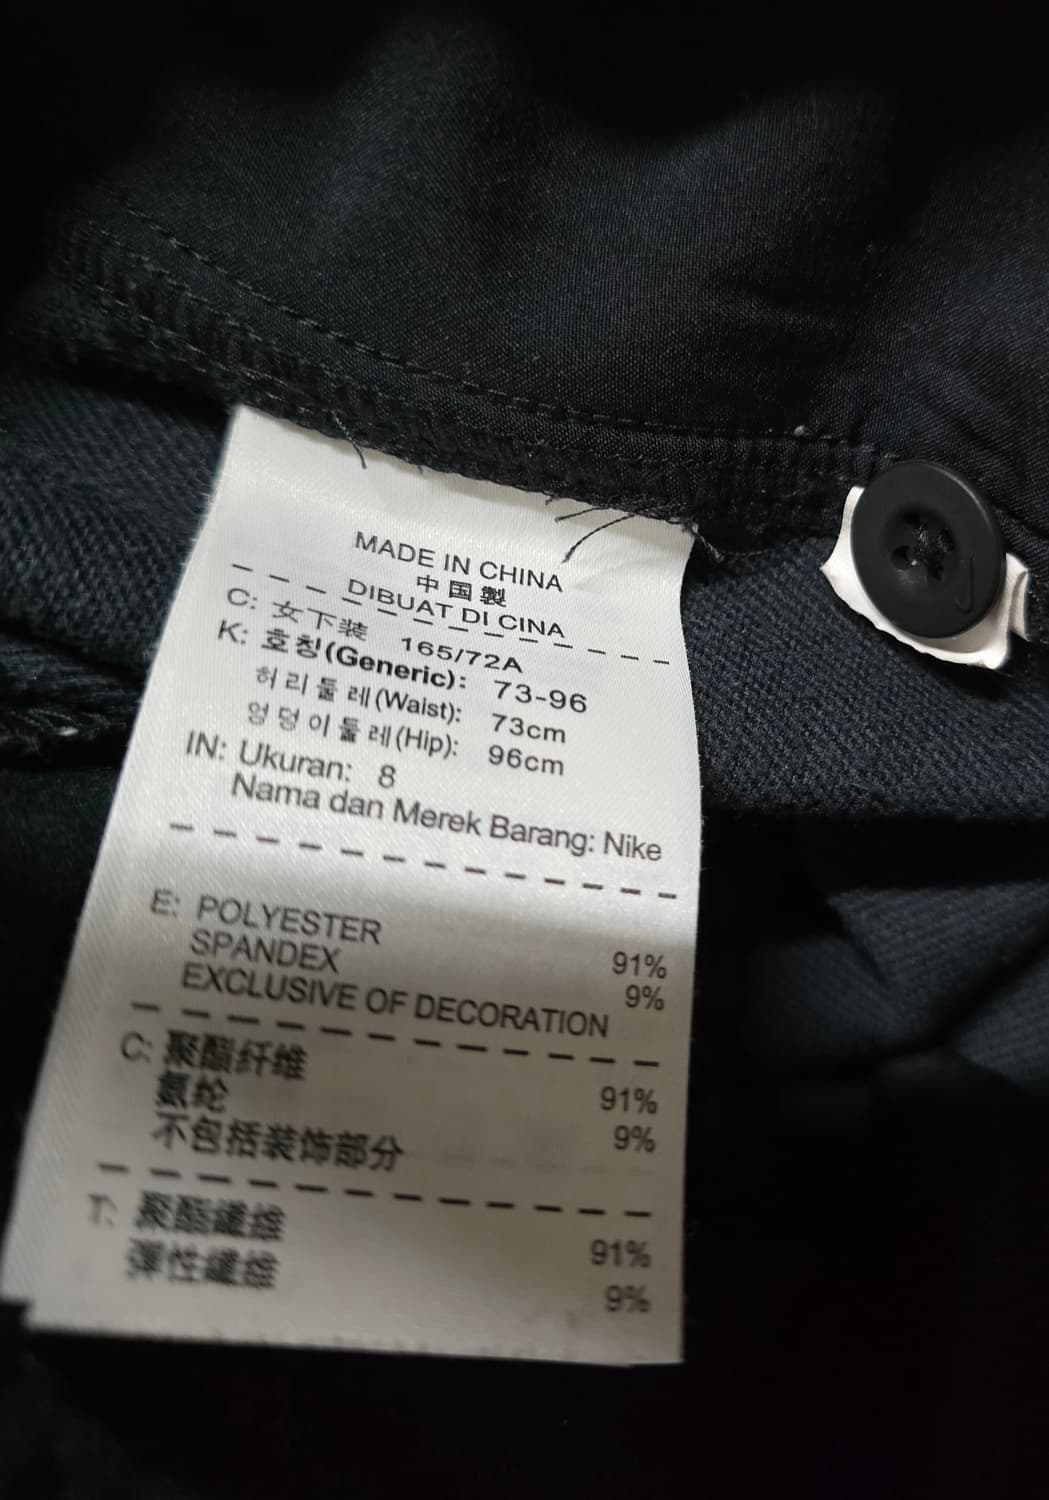 MADE IN CHINA
中国製
DIBUAT DI CINA
C: 女下装 165/72A
K: 호칭(Generic): 73-96
허리둘레(Waist): 73cm
엉덩이둘레(Hip): 96cm
IN: Ukuran: 8
Nama dan Merek Barang: Nike
E: POLYESTER 91%
SPANDEX 9%
EXCLUSIVE OF DECORATION
C: 聚酯纤维 91%
氨纶 9%
不包括装饰部分
T: 聚酯纖維 91%
彈性纖維 9%